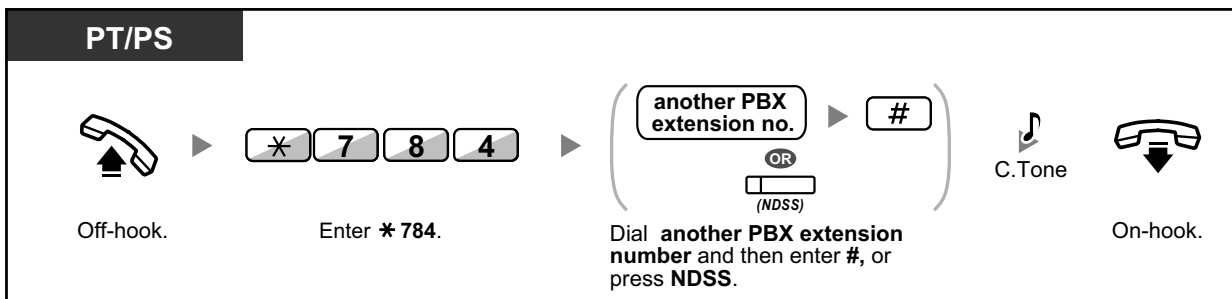 PT/PS
another PBX
extension no.
#
OR
(NDSS)
* 7 8 4
C.Tone
Off-hook.
Enter * 784.
Dial another PBX extension
number and then enter #, or
press NDSS.
On-hook.